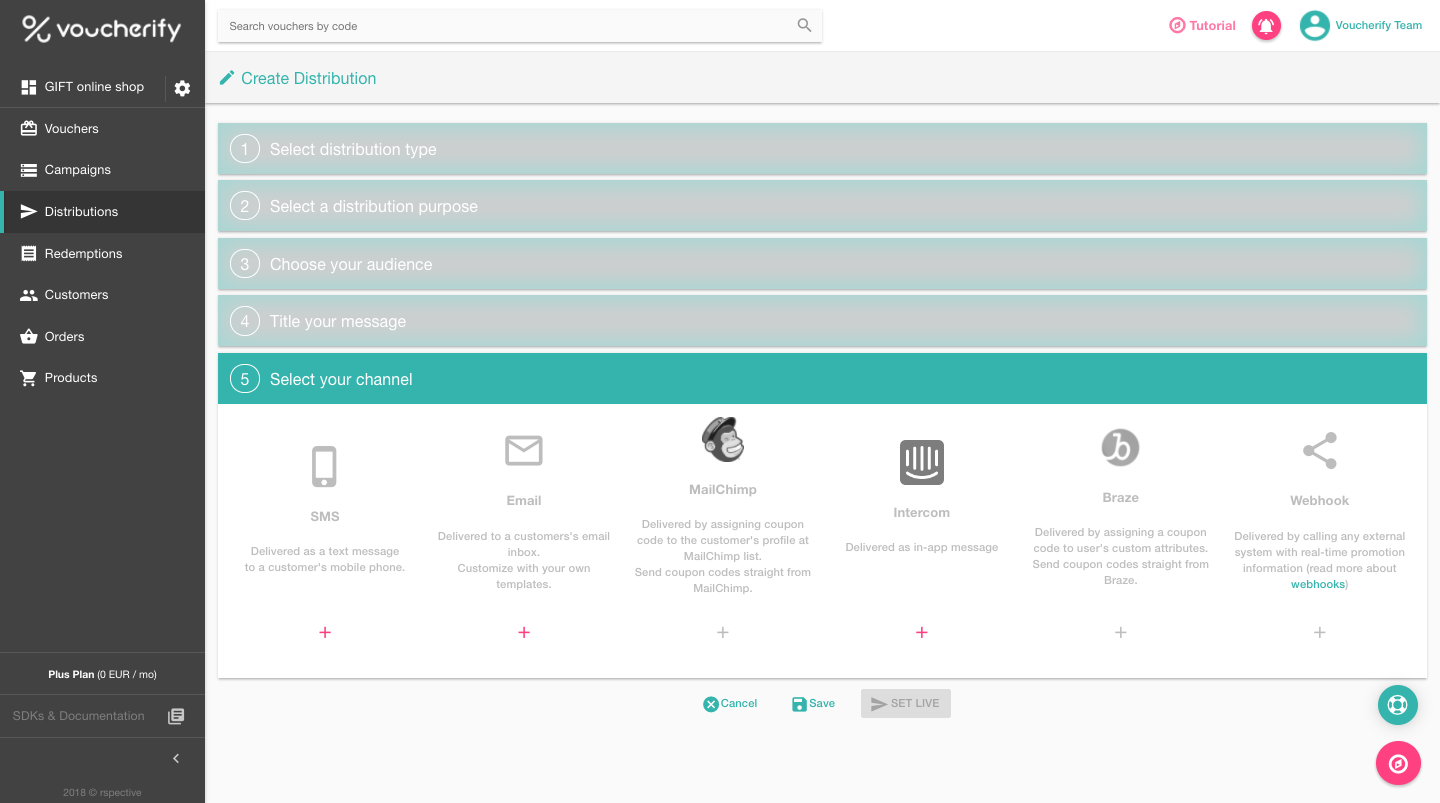 voucherify
Search vouchers by code
Tutorial
Voucherify Team
GIFT online shop
Vouchers
Campaigns
Distributions
Redemptions
Customers
Orders
Products
Plus Plan (0 EUR / mo)
SDKs & Documentation
2018 © rspective
Create Distribution
1 Select distribution type
2 Select a distribution purpose
3 Choose your audience
4 Title your message
5 Select your channel
SMS
Delivered as a text message
to a customer's mobile phone.
+
Email
Delivered to a customers's email
inbox.
Customize with your own
templates.
+
MailChimp
Delivered by assigning coupon
code to the customer's profile at
MailChimp list.
Send coupon codes straight from
MailChimp.
+
Intercom
Delivered as in-app message
+
b
Braze
Delivered by assigning a coupon
code to user's custom attributes.
Send coupon codes straight from
Braze.
+
Webhook
Delivered by calling any external
system with real-time promotion
information (read more about
webhooks)
+
Cancel
Save
SET LIVE